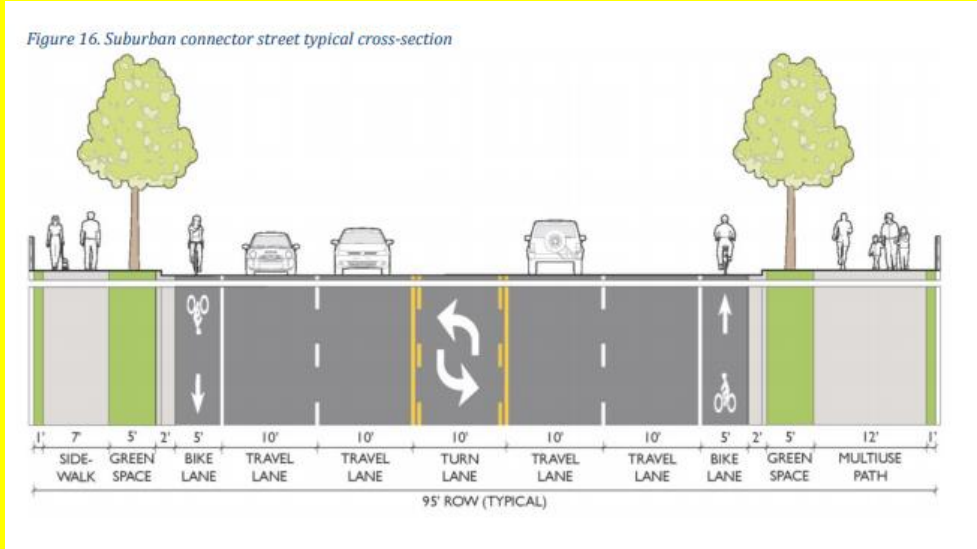 Figure 16. Suburban connector street typical cross-section
1' 7' 5' 2' 5' 10' 10' 10' 10' 10' 5' 2' 5' 12' 1'
SIDE- GREEN BIKE TRAVEL TRAVEL TURN TRAVEL TRAVEL BIKE GREEN MULTIUSE
WALK SPACE LANE LANE LANE LANE LANE LANE LANE SPACE PATH
95' ROW (TYPICAL)